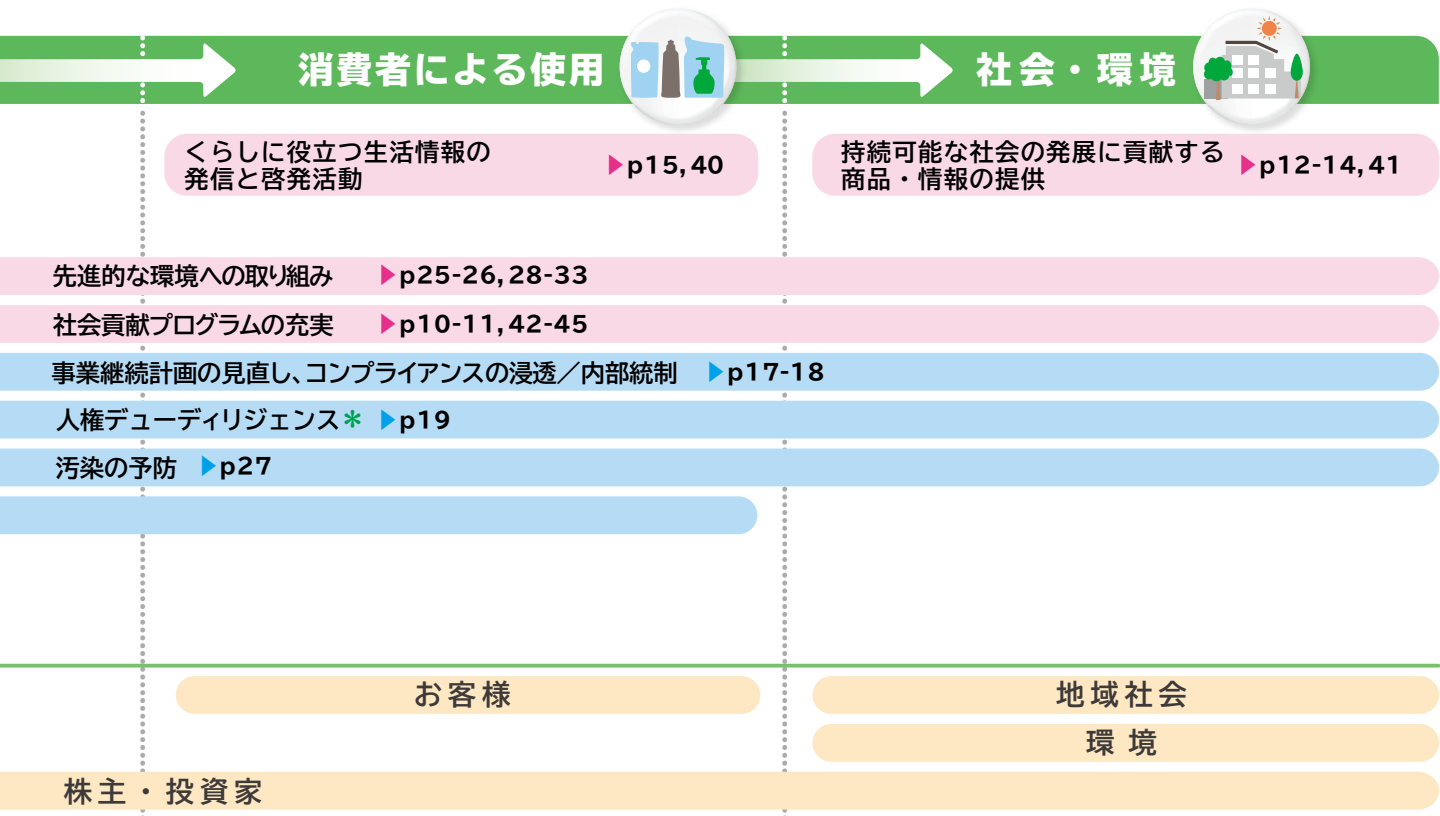 消費者による使用
社会・環境
くらしに役立つ生活情報の
発信と啓発活動
▶p15,40
持続可能な社会の発展に貢献する
商品・情報の提供
▶p12-14,41
先進的な環境への取り組み ▶p25-26,28-33
社会貢献プログラムの充実 ▶p10-11,42-45
事業継続計画の見直し、コンプライアンスの浸透／内部統制 ▶p17-18
人権デューディリジェンス＊ ▶p19
汚染の予防 ▶p27
お客様
地域社会
環境
株主・投資家